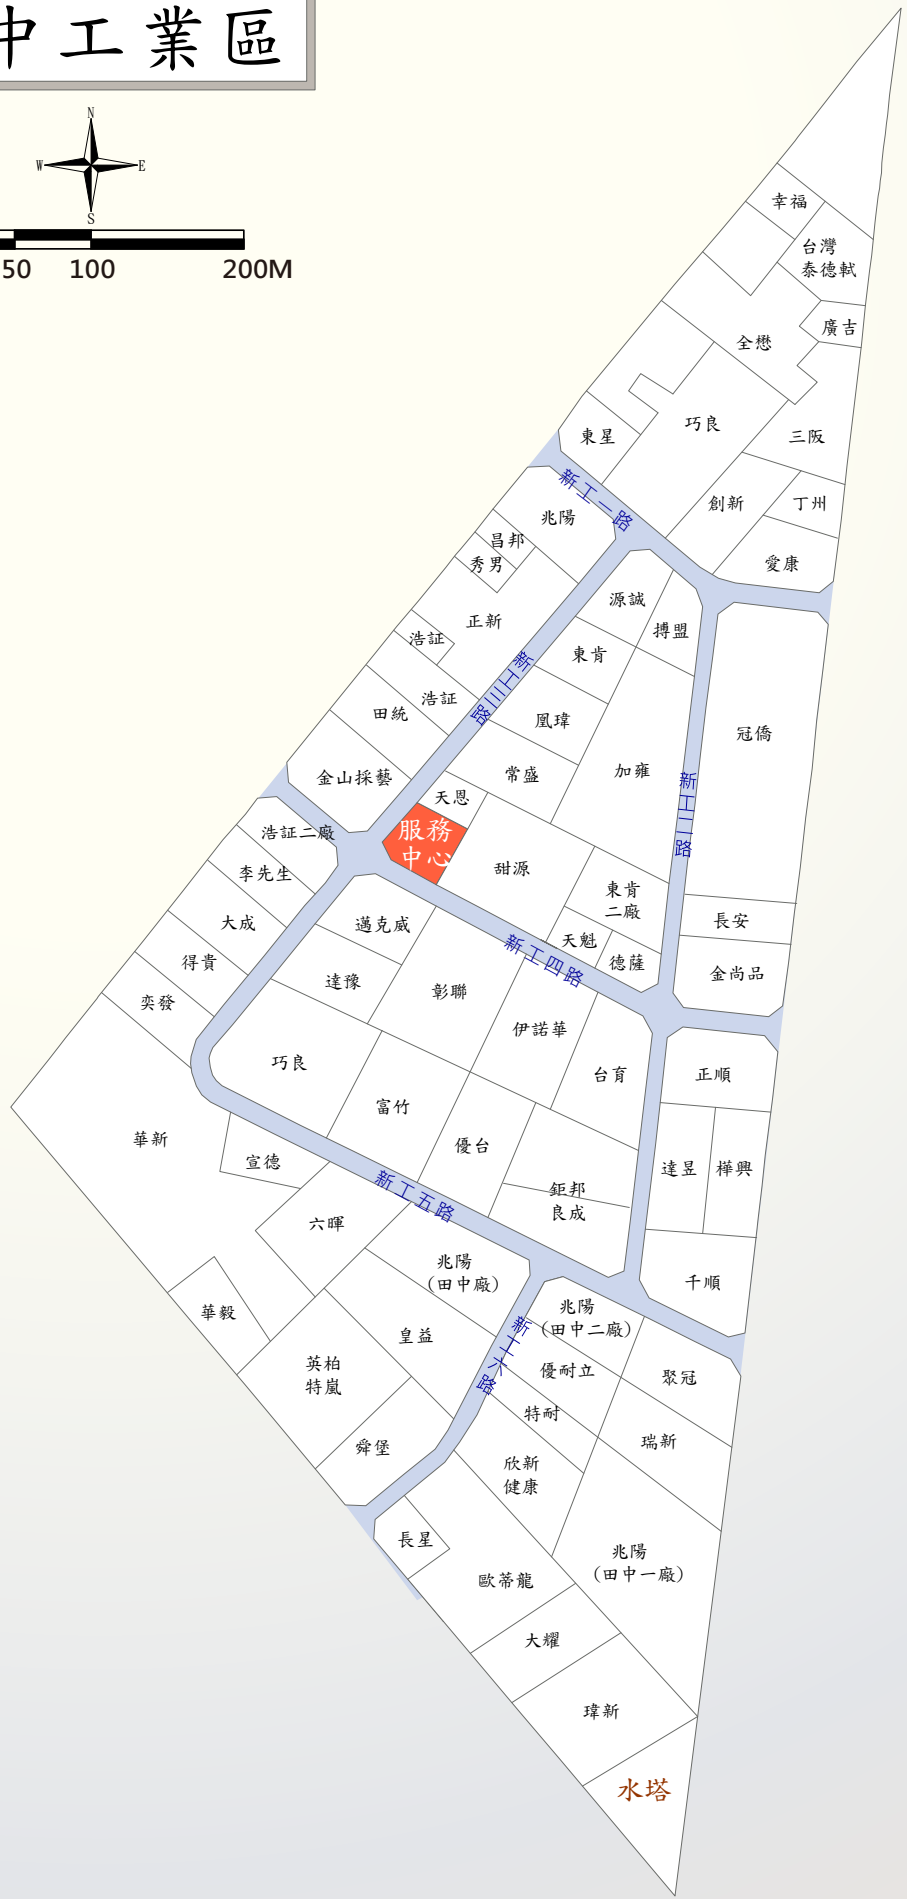 中工業區
N
W
E
S
50 100 200M
幸福
台灣
泰德軾
廣吉
全懋
巧良
三阪
東星
創新
丁州
愛康
新工一路
兆陽
昌邦
秀男
正新
浩証
浩証
田統
金山採藝
新工三路
源誠
搏盟
東肯
凰瑋
常盛
加雍
天恩
服務
中心
甜源
東肯
二廠
天魁
德薩
新工二路
冠僑
長安
金尚品
浩証二廠
李先生
大成
得貴
奕發
邁克威
達豫
彰聯
新工四路
伊諾華
台育
巧良
富竹
優台
鉅邦
良成
正順
達昱
樺興
千順
華新
宣德
新工五路
六暉
兆陽
(田中廠)
華毅
皇益
英柏
特嵐
舜堡
新工六路
兆陽
(田中二廠)
優耐立
特耐
欣新
健康
聚冠
瑞新
兆陽
(田中一廠)
長星
歐蒂龍
大耀
瑋新
水塔